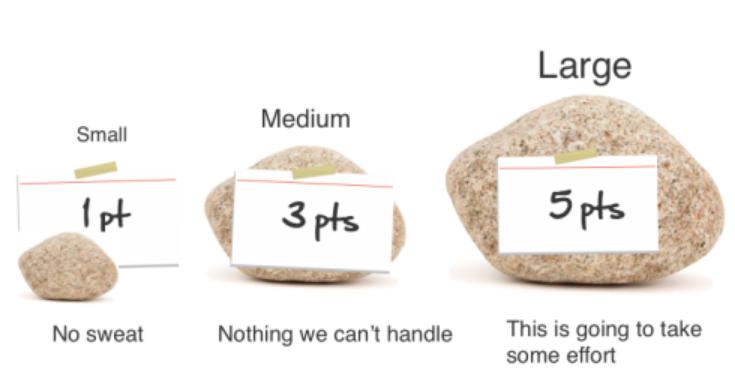 Small
1 pt
No sweat
Medium
3 pts
Nothing we can't handle
Large
5 pts
This is going to take
some effort